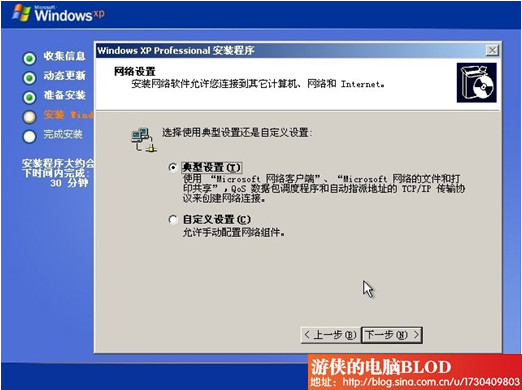 Microsoft
Windows xp
收集信息
动态更新
准备安装
安装 Wind
完成安装
安装程序大约会
下时间内完成:
30 分钟
Windows XP Professional 安装程序
网络设置
安装网络软件允许您连接到其它计算机、网络和 Internet。
选择使用典型设置还是自定义设置:
典型设置(T)
使用 “Microsoft 网络客户端”、“Microsoft 网络的文件和打
印共享”,QoS 数据包调度程序和自动指派地址的 TCP/IP 传输协
议来创建网络连接。
自定义设置(C)
允许手动配置网络组件。
<上一步(B) 下一步(N)>
游侠的电脑BLOD
地址: http://blog.sina.com.cn/u/1730409803